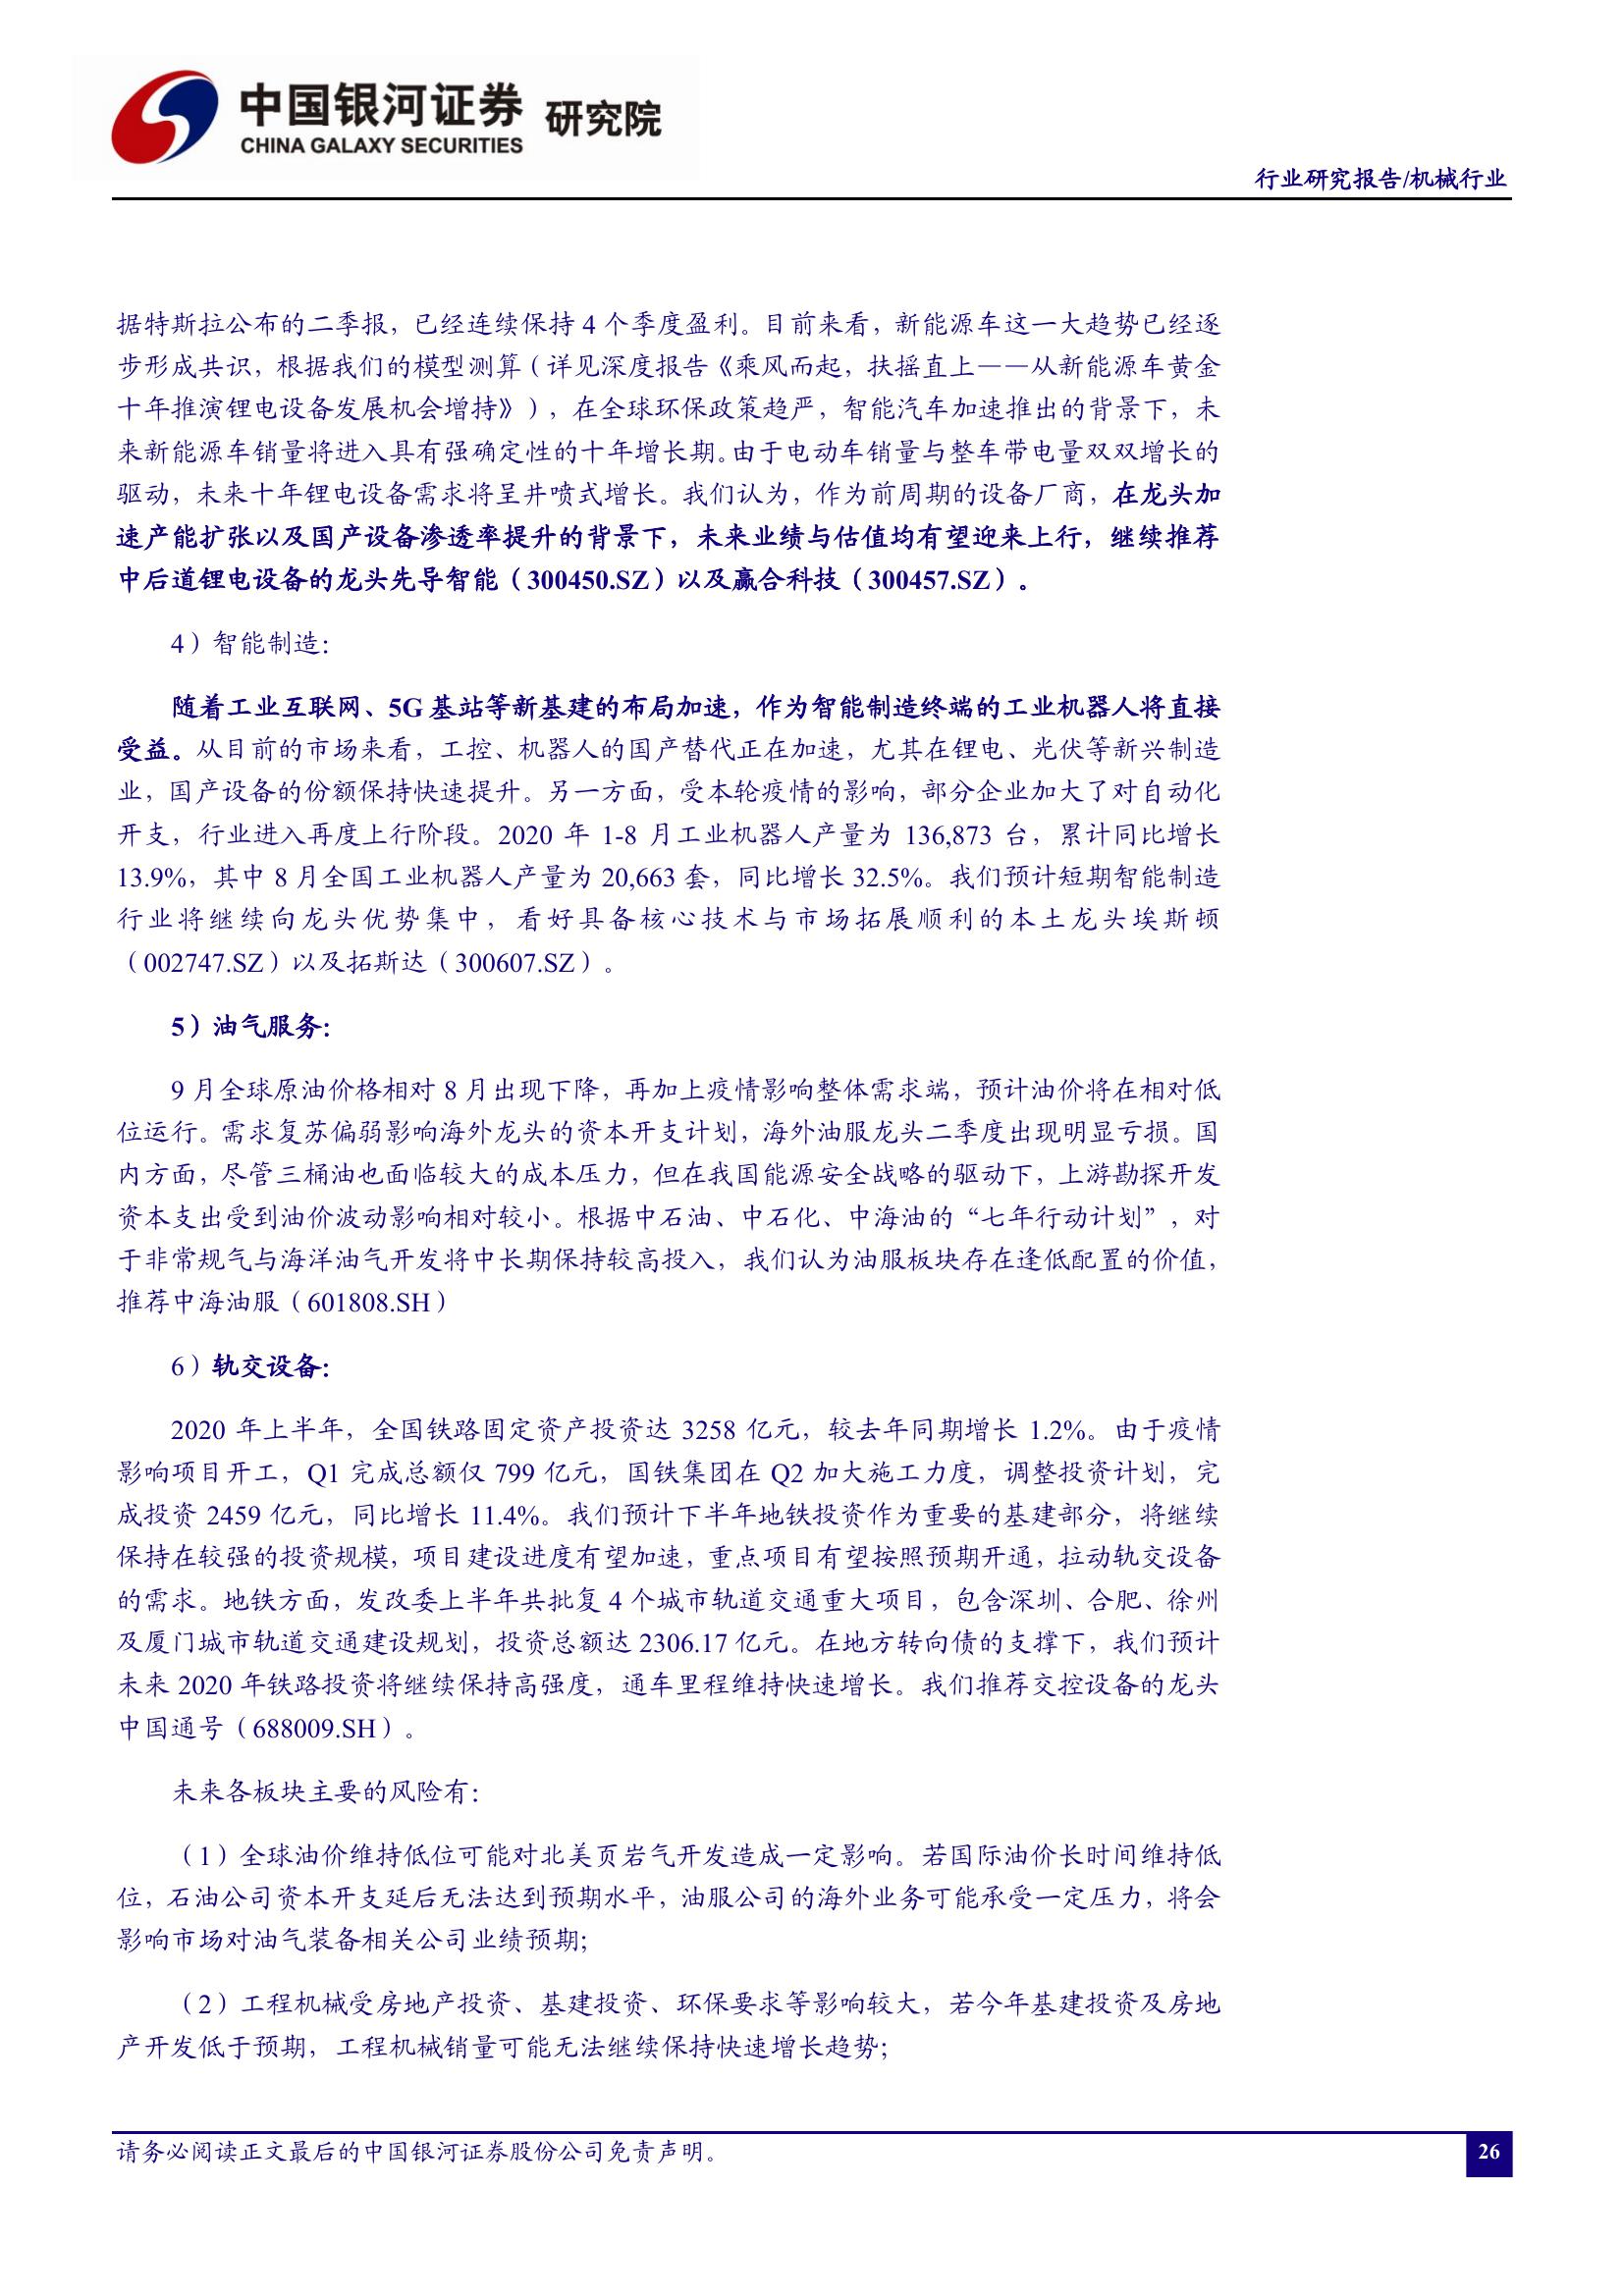 中国银河证券 研究院
CHINA GALAXY SECURITIES
行业研究报告/机械行业
据特斯拉公布的二季报，已经连续保持 4 个季度盈利。目前来看，新能源车这一大趋势已经逐
步形成共识，根据我们的模型测算（详见深度报告《乘风而起，扶摇直上——从新能源车黄金
十年推演锂电设备发展机会增持》），在全球环保政策趋严，智能汽车加速推出的背景下，未
来新能源车销量将进入具有强确定性的十年增长期。由于电动车销量与整车带电量双双增长的
驱动，未来十年锂电设备需求将呈井喷式增长。我们认为，作为前周期的设备厂商，在龙头加
速产能扩张以及国产设备渗透率提升的背景下，未来业绩与估值均有望迎来上行，继续推荐
中后道锂电设备的龙头先导智能（300450.SZ）以及赢合科技（300457.SZ）。
4）智能制造：
随着工业互联网、5G 基站等新基建的布局加速，作为智能制造终端的工业机器人将直接
受益。从目前的市场来看，工控、机器人的国产替代正在加速，尤其在锂电、光伏等新兴制造
业，国产设备的份额保持快速提升。另一方面，受本轮疫情的影响，部分企业加大了对自动化
开支，行业进入再度上行阶段。2020 年 1-8 月工业机器人产量为 136,873 台，累计同比增长
13.9%，其中 8 月全国工业机器人产量为 20,663 套，同比增长 32.5%。我们预计短期智能制造
行业将继续向龙头优势集中，看好具备核心技术与市场拓展顺利的本土龙头埃斯顿
（002747.SZ）以及拓斯达（300607.SZ）。
5）油气服务：
9 月全球原油价格相对 8 月出现下降，再加上疫情影响整体需求端，预计油价将在相对低
位运行。需求复苏偏弱影响海外龙头的资本开支计划，海外油服龙头二季度出现明显亏损。国
内方面，尽管三桶油也面临较大的成本压力，但在我国能源安全战略的驱动下，上游勘探开发
资本支出受到油价波动影响相对较小。根据中石油、中石化、中海油的“七年行动计划”，对
于非常规气与海洋油气开发将中长期保持较高投入，我们认为油服板块存在逢低配置的价值，
推荐中海油服（601808.SH）
6）轨交设备：
2020 年上半年，全国铁路固定资产投资达 3258 亿元，较去年同期增长 1.2%。由于疫情
影响项目开工，Q1 完成总额仅 799 亿元，国铁集团在 Q2 加大施工力度，调整投资计划，完
成投资 2459 亿元，同比增长 11.4%。我们预计下半年地铁投资作为重要的基建部分，将继续
保持在较强的投资规模，项目建设进度有望加速，重点项目有望按照预期开通，拉动轨交设备
的需求。地铁方面，发改委上半年共批复 4 个城市轨道交通重大项目，包含深圳、合肥、徐州
及厦门城市轨道交通建设规划，投资总额达 2306.17 亿元。在地方转向债的支撑下，我们预计
未来 2020 年铁路投资将继续保持高强度，通车里程维持快速增长。我们推荐交控设备的龙头
中国通号（688009.SH）。
未来各板块主要的风险有：
（1）全球油价维持低位可能对北美页岩气开发造成一定影响。若国际油价长时间维持低
位，石油公司资本开支延后无法达到预期水平，油服公司的海外业务可能承受一定压力，将会
影响市场对油气装备相关公司业绩预期；
（2）工程机械受房地产投资、基建投资、环保要求等影响较大，若今年基建投资及房地
产开发低于预期，工程机械销量可能无法继续保持快速增长趋势；
请务必阅读正文最后的中国银河证券股份公司免责声明。
26